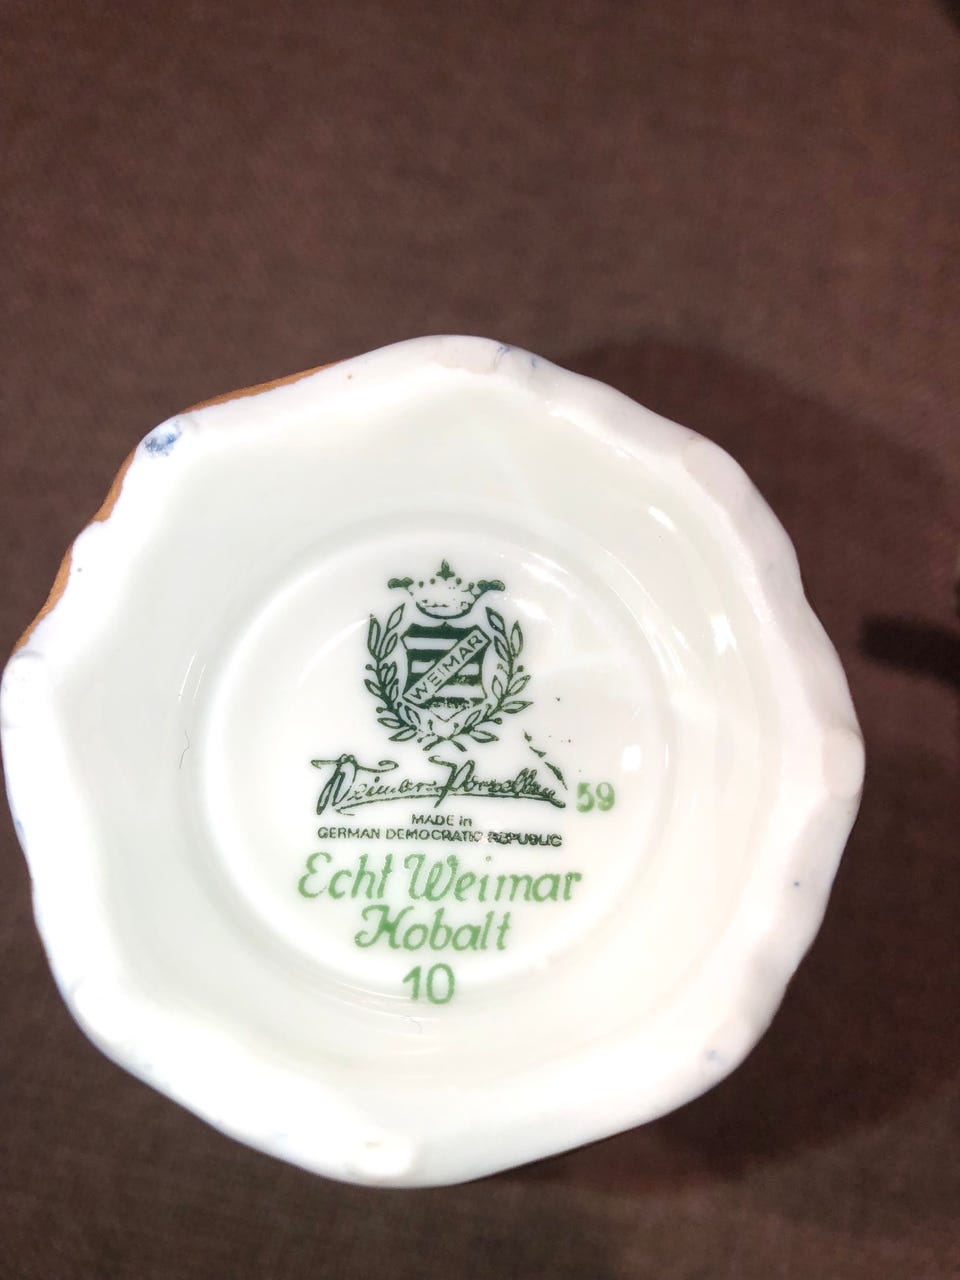 WEIMAR
Weimar-Porzellan 59
MADE in
GERMAN DEMOCRATIC REPUBLIC
Echt Weimar
Kobalt
10